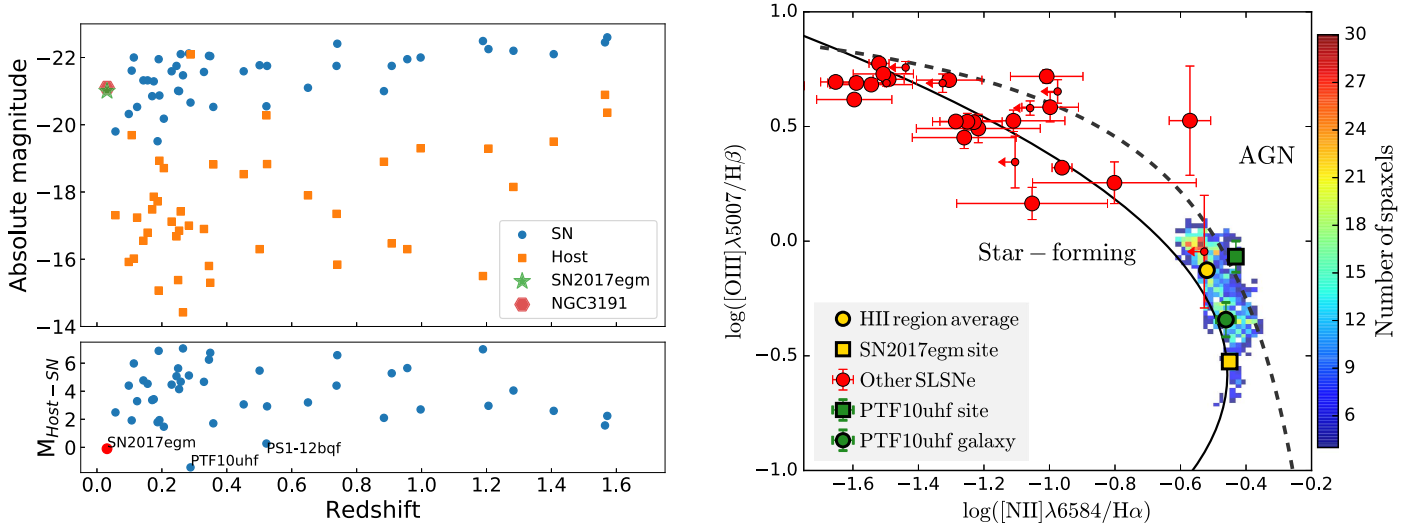 Absolute magnitude
−22
−20
−18
−16
−14
SN
Host
SN2017egm
NGC3191
M_{Host−SN}
6
4
2
0
SN2017egm
PTF10uhf
PS1-12bqf
0.0 0.2 0.4 0.6 0.8 1.0 1.2 1.4 1.6
Redshift
log([OIII]λ5007/Hβ)
1.0
0.5
0.0
−0.5
−1.0
AGN
Star − forming
HII region average
SN2017egm site
Other SLSNe
PTF10uhf site
PTF10uhf galaxy
−1.6 −1.4 −1.2 −1.0 −0.8 −0.6 −0.4 −0.2
log([NII]λ6584/Hα)
30
27
24
21
18
15
12
9
6
Number of spaxels